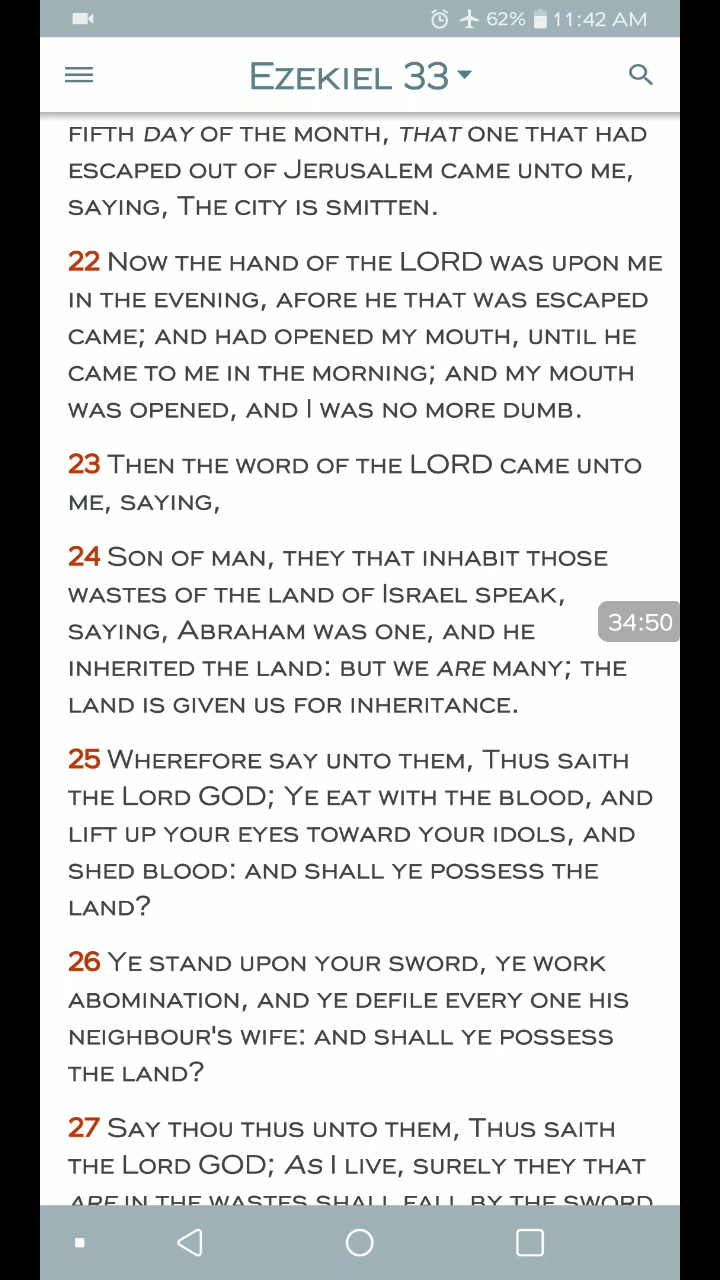 62% 11:42 AM
Ezekiel 33
fifth day of the month, that one that had
escaped out of Jerusalem came unto me,
saying, The city is smitten.
22 Now the hand of the LORD was upon me
in the evening, afore he that was escaped
came; and had opened my mouth, until he
came to me in the morning; and my mouth
was opened, and I was no more dumb.
23 Then the word of the LORD came unto
me, saying,
24 Son of man, they that inhabit those
wastes of the land of Israel speak,
saying, Abraham was one, and he
inherited the land: but we are many; the
land is given us for inheritance.
34:50
25 Wherefore say unto them, Thus saith
the Lord GOD; Ye eat with the blood, and
lift up your eyes toward your idols, and
shed blood: and shall ye possess the
land?
26 Ye stand upon your sword, ye work
abomination, and ye defile every one his
neighbour's wife: and shall ye possess
the land?
27 Say thou thus unto them, Thus saith
the Lord GOD; As I live, surely they that
are in the wastes shall fall by the sword